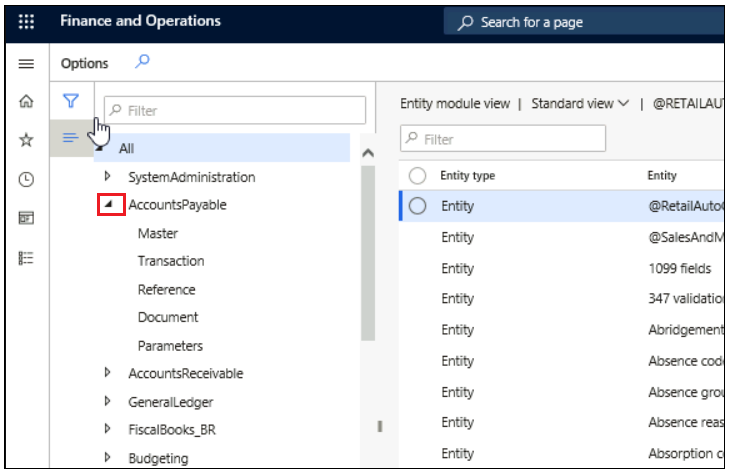 Finance and Operations
Search for a page
Options
Filter
All
SystemAdministration
AccountsPayable
Master
Transaction
Reference
Document
Parameters
AccountsReceivable
GeneralLedger
FiscalBooks_BR
Budgeting
Entity module view | Standard view | @RETAILAU
Filter
Entity type Entity
Entity @RetailAuto
Entity @SalesAndM
Entity 1099 fields
Entity 347 validatio
Entity Abridgement
Entity Absence cod
Entity Absence grou
Entity Absence reas
Entity Absorption c